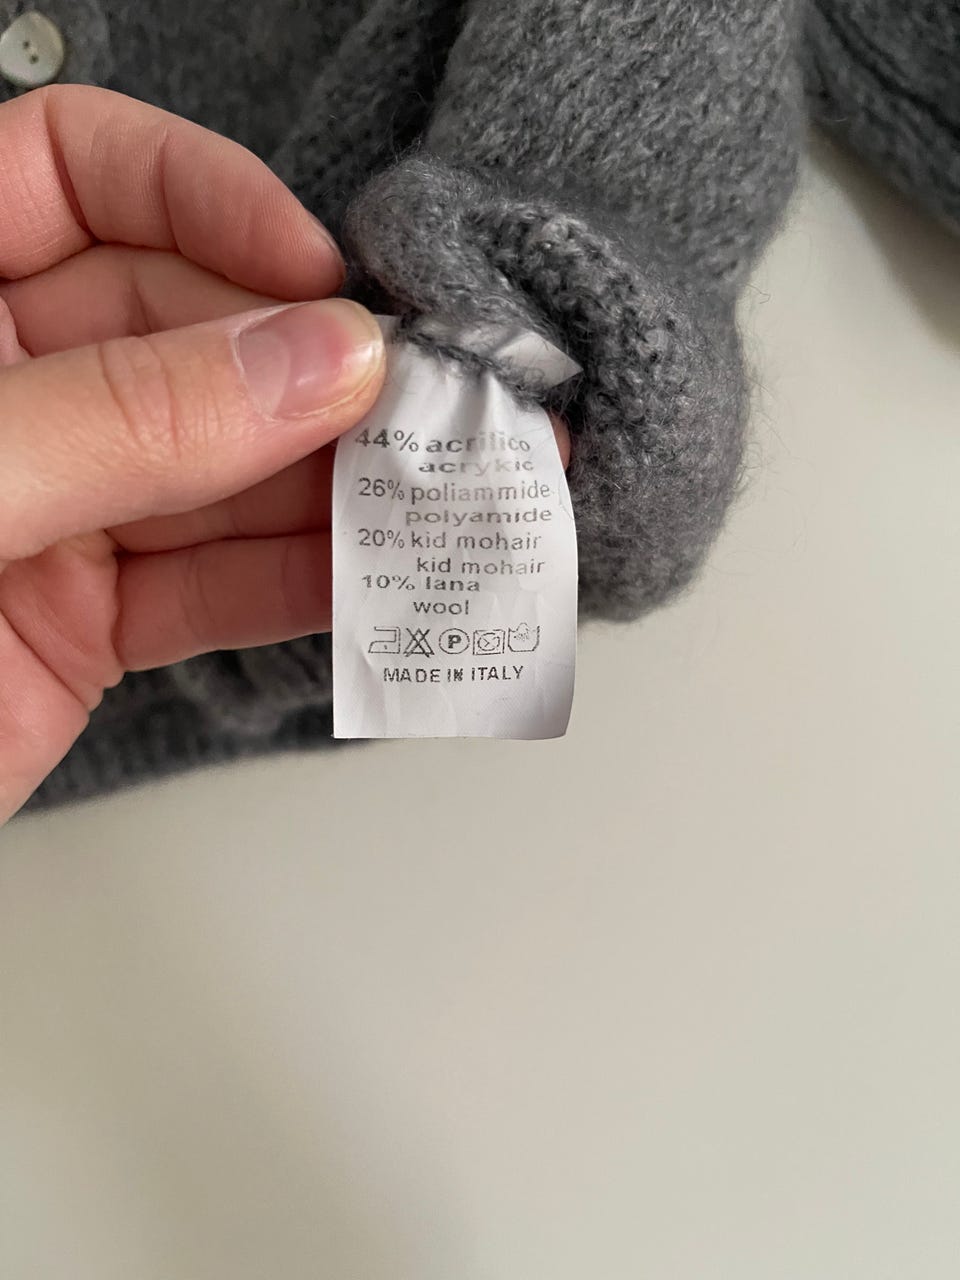 44% acrilico
acrykic
26% poliammide
polyamide
20% kid mohair
kid mohair
10% lana
wool
P
MADE IN ITALY